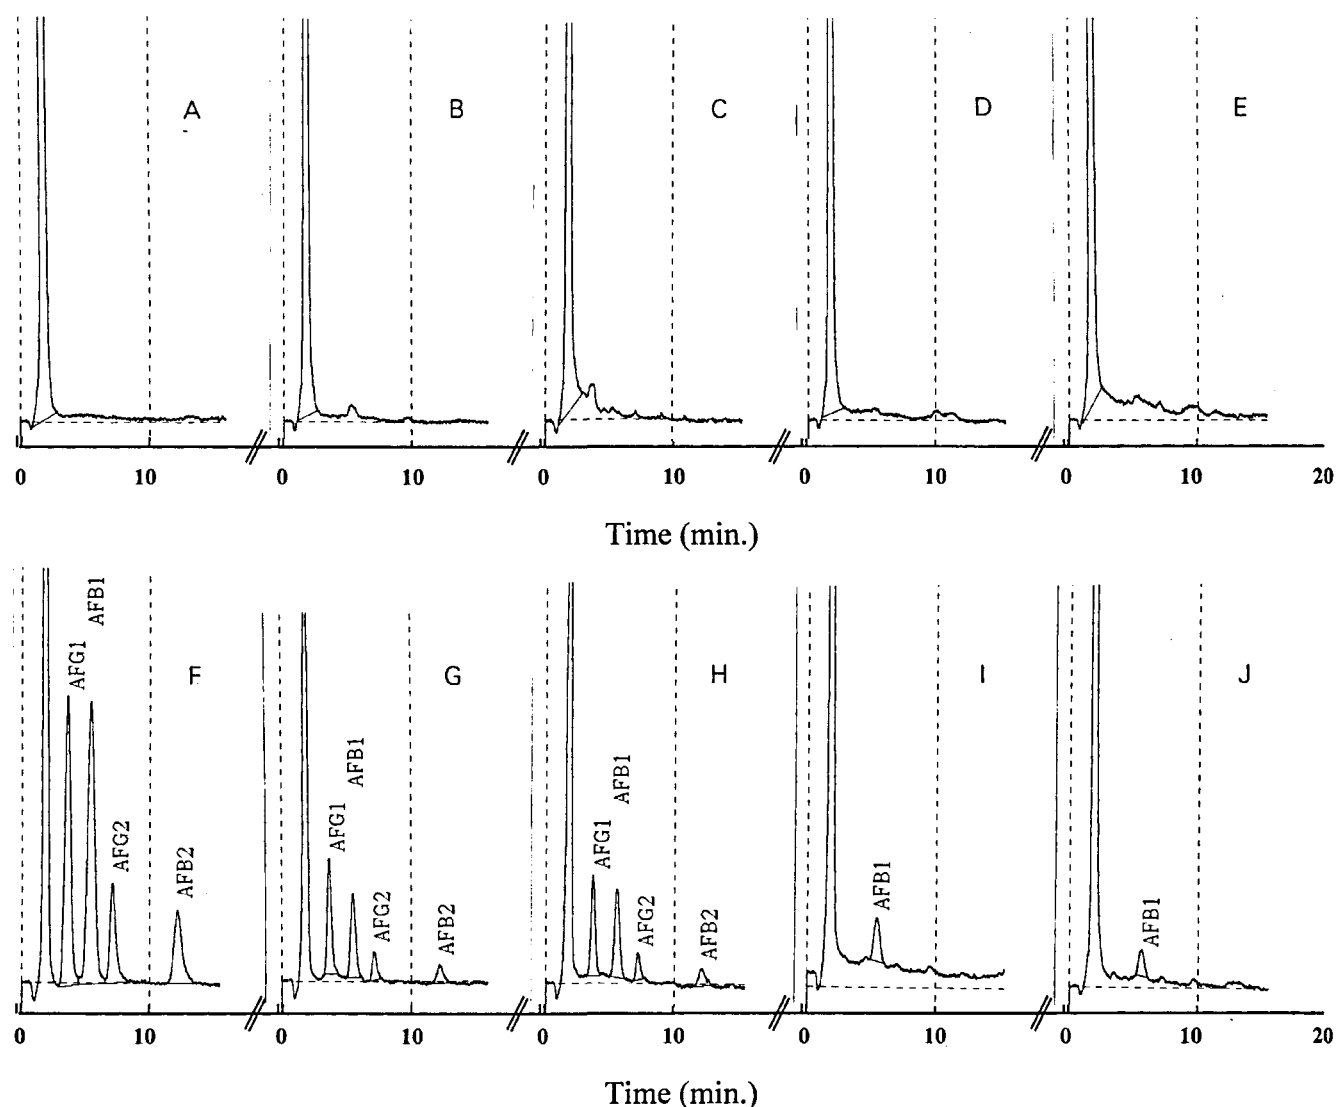 A B C D E
0 10 0 10 0 10 0 10 0 10 20
Time (min.)
AFG1 AFB1 AFG2 AFB2 F
AFG1 AFB1 AFG2 AFB2 G
AFG1 AFB1 AFG2 AFB2 H
AFB1 I
AFB1 J
0 10 0 10 0 10 0 10 0 10 20
Time (min.)